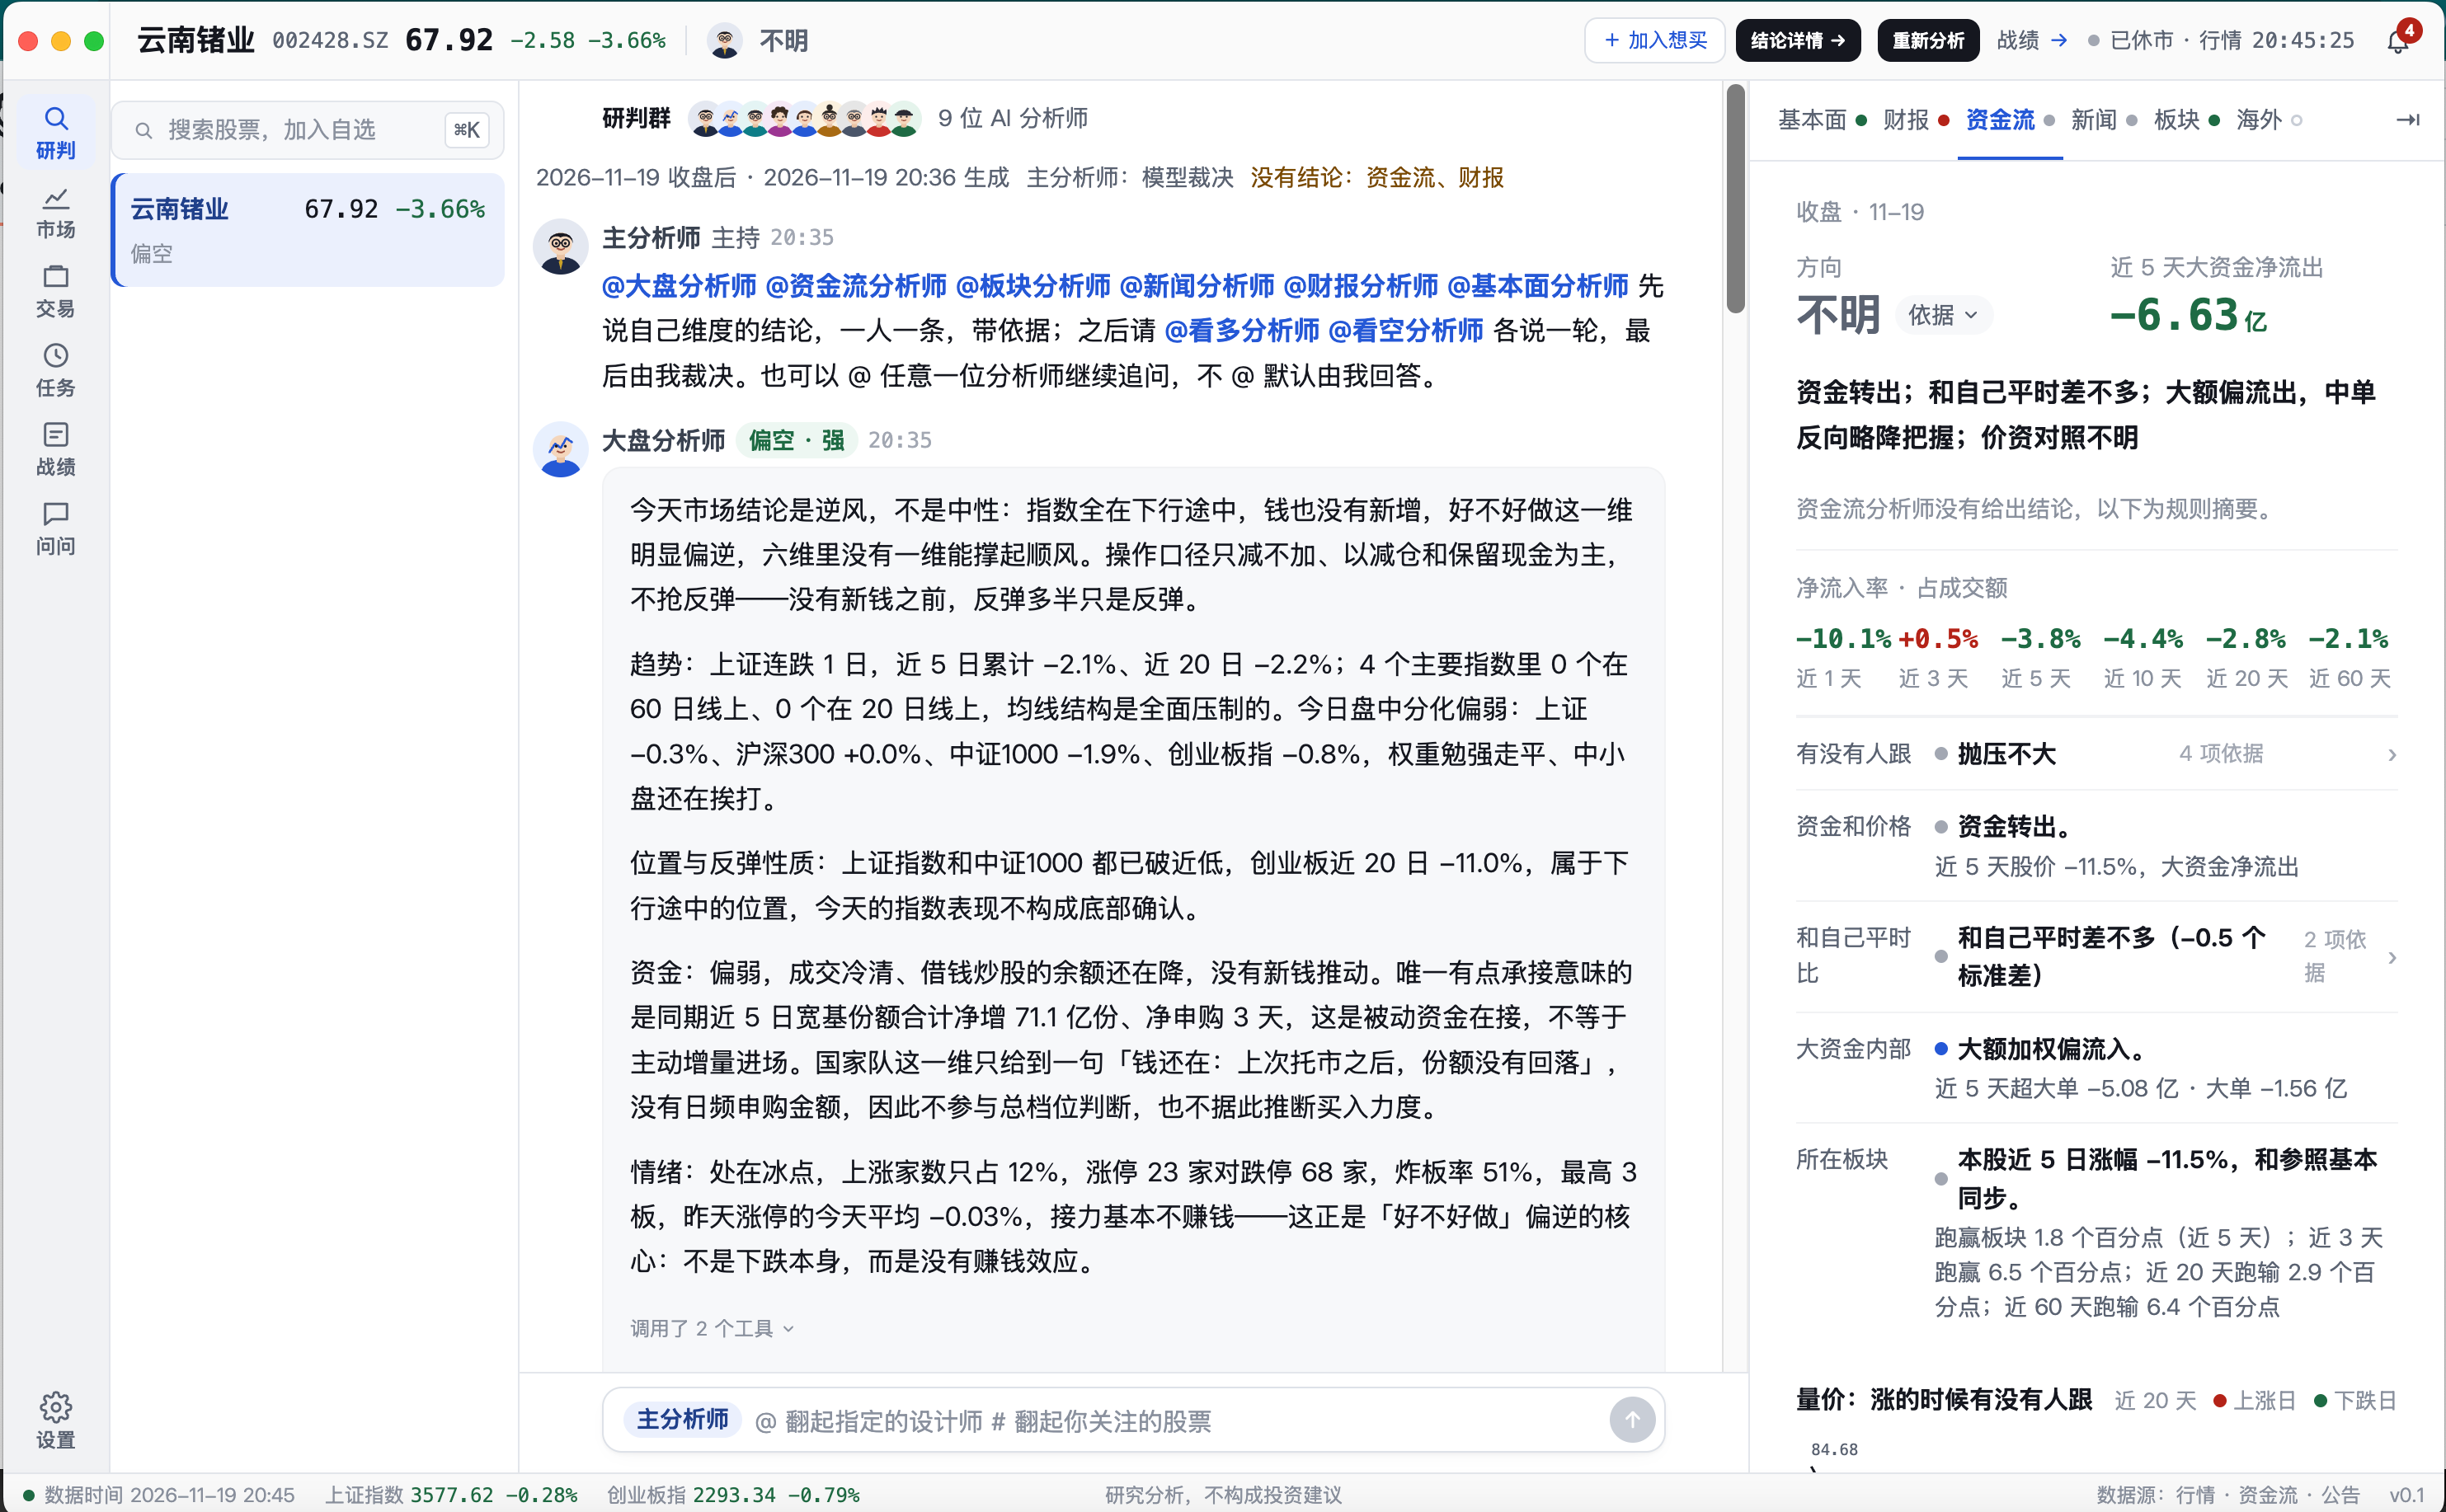 云南锗业 002428.SZ 67.92 −2.58 −3.66% 不明 + 加入想买 结论详情 → 重新分析 战绩 → 已休市 · 行情 20:45:25 4
研判
市场
交易
任务
战绩
问问
设置
搜索股票，加入自选 ⌘K
云南锗业 67.92 −3.66%
偏空
研判群 9 位 AI 分析师
2026–11–19 收盘后 · 2026–11–19 20:36 生成 主分析师：模型裁决 没有结论：资金流、财报
主分析师 主持 20:35
@大盘分析师 @资金流分析师 @板块分析师 @新闻分析师 @财报分析师 @基本面分析师 先
说自己维度的结论，一人一条，带依据；之后请 @看多分析师 @看空分析师 各说一轮，最
后由我裁决。也可以 @ 任意一位分析师继续追问，不 @ 默认由我回答。
大盘分析师 偏空 · 强 20:35
今天市场结论是逆风，不是中性：指数全在下行途中，钱也没有新增，好不好做这一维
明显偏逆，六维里没有一维能撑起顺风。操作口径只减不加、以减仓和保留现金为主，
不抢反弹——没有新钱之前，反弹多半只是反弹。
趋势：上证连跌 1 日，近 5 日累计 −2.1%、近 20 日 −2.2%；4 个主要指数里 0 个在
60 日线上、0 个在 20 日线上，均线结构是全面压制的。今日盘中分化偏弱：上证
−0.3%、沪深300 +0.0%、中证1000 −1.9%、创业板指 −0.8%，权重勉强走平、中小
盘还在挨打。
位置与反弹性质：上证指数和中证1000 都已破近低，创业板近 20 日 −11.0%，属于下
行途中的位置，今天的指数表现不构成底部确认。
资金：偏弱，成交冷清、借钱炒股的余额还在降，没有新钱推动。唯一有点承接意味的
是同期近 5 日宽基份额合计净增 71.1 亿份、净申购 3 天，这是被动资金在接，不等于
主动增量进场。国家队这一维只给到一句「钱还在：上次托市之后，份额没有回落」，
没有日频申购金额，因此不参与总档位判断，也不据此推断买入力度。
情绪：处在冰点，上涨家数只占 12%，涨停 23 家对跌停 68 家，炸板率 51%，最高 3
板，昨天涨停的今天平均 −0.03%，接力基本不赚钱——这正是「好不好做」偏逆的核
心：不是下跌本身，而是没有赚钱效应。
调用了 2 个工具
主分析师 @ 翻起指定的设计师 # 翻起你关注的股票
基本面 财报 资金流 新闻 板块 海外
收盘 · 11–19
方向 近 5 天大资金净流出
不明 依据 −6.63亿
资金转出；和自己平时差不多；大额偏流出，中单
反向略降把握；价资对照不明
资金流分析师没有给出结论，以下为规则摘要。
净流入率 · 占成交额
−10.1% +0.5% −3.8% −4.4% −2.8% −2.1%
近 1 天 近 3 天 近 5 天 近 10 天 近 20 天 近 60 天
有没有人跟 抛压不大 4 项依据
资金和价格 资金转出。
近 5 天股价 −11.5%，大资金净流出
和自己平时比 和自己平时差不多（−0.5 个标准差） 2 项依据
大资金内部 大额加权偏流入。
近 5 天超大单 −5.08 亿 · 大单 −1.56 亿
所在板块 本股近 5 日涨幅 −11.5%，和参照基本
同步。
跑赢板块 1.8 个百分点（近 5 天）；近 3 天
跑赢 6.5 个百分点；近 20 天跑输 2.9 个百
分点；近 60 天跑输 6.4 个百分点
量价：涨的时候有没有人跟 近 20 天 上涨日 下跌日
84.68
数据时间 2026–11–19 20:45 上证指数 3577.62 −0.28% 创业板指 2293.34 −0.79% 研究分析，不构成投资建议 数据源：行情 · 资金流 · 公告 v0.1